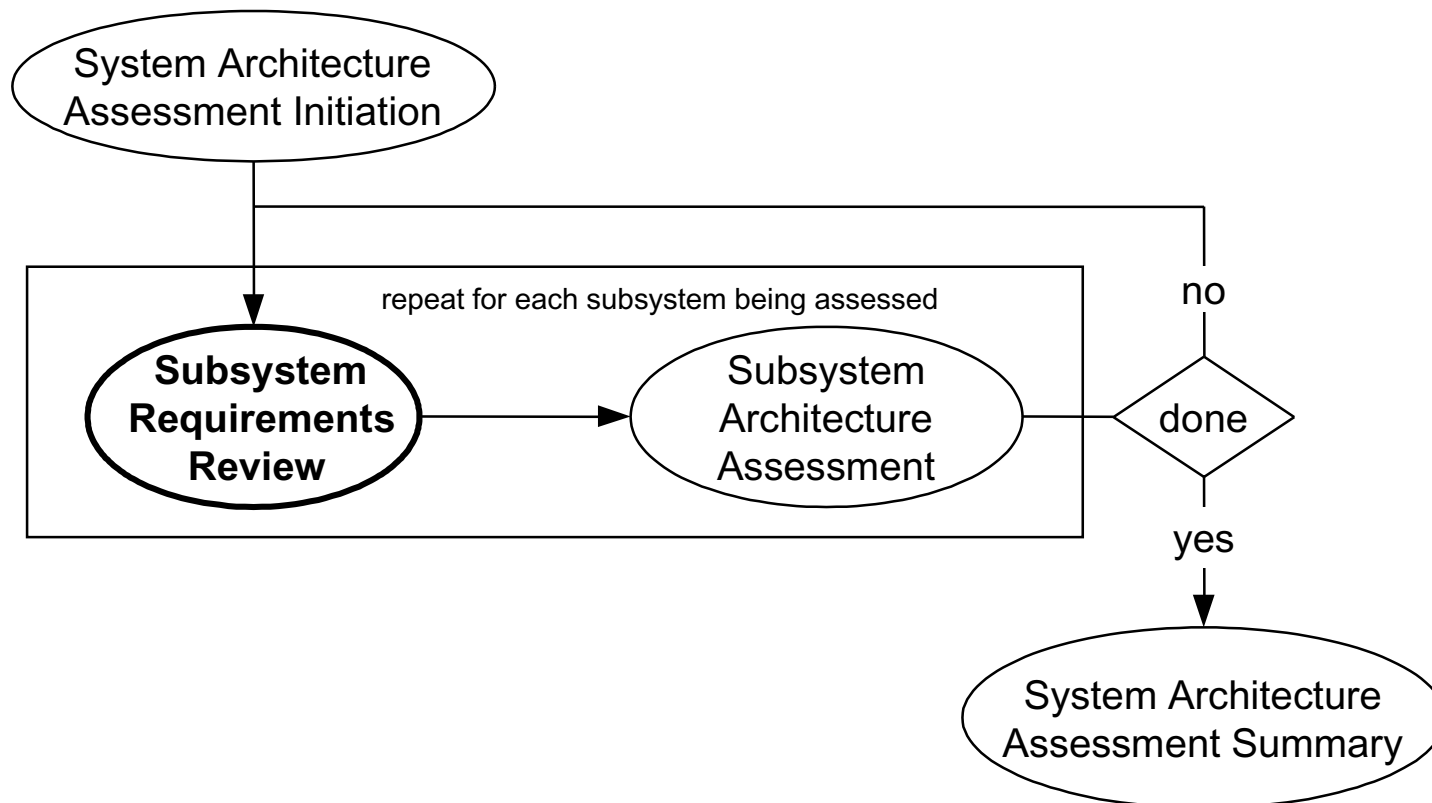 System Architecture
Assessment Initiation
no
repeat for each subsystem being assessed
Subsystem
Requirements
Review
Subsystem
Architecture
Assessment
done
yes
System Architecture
Assessment Summary